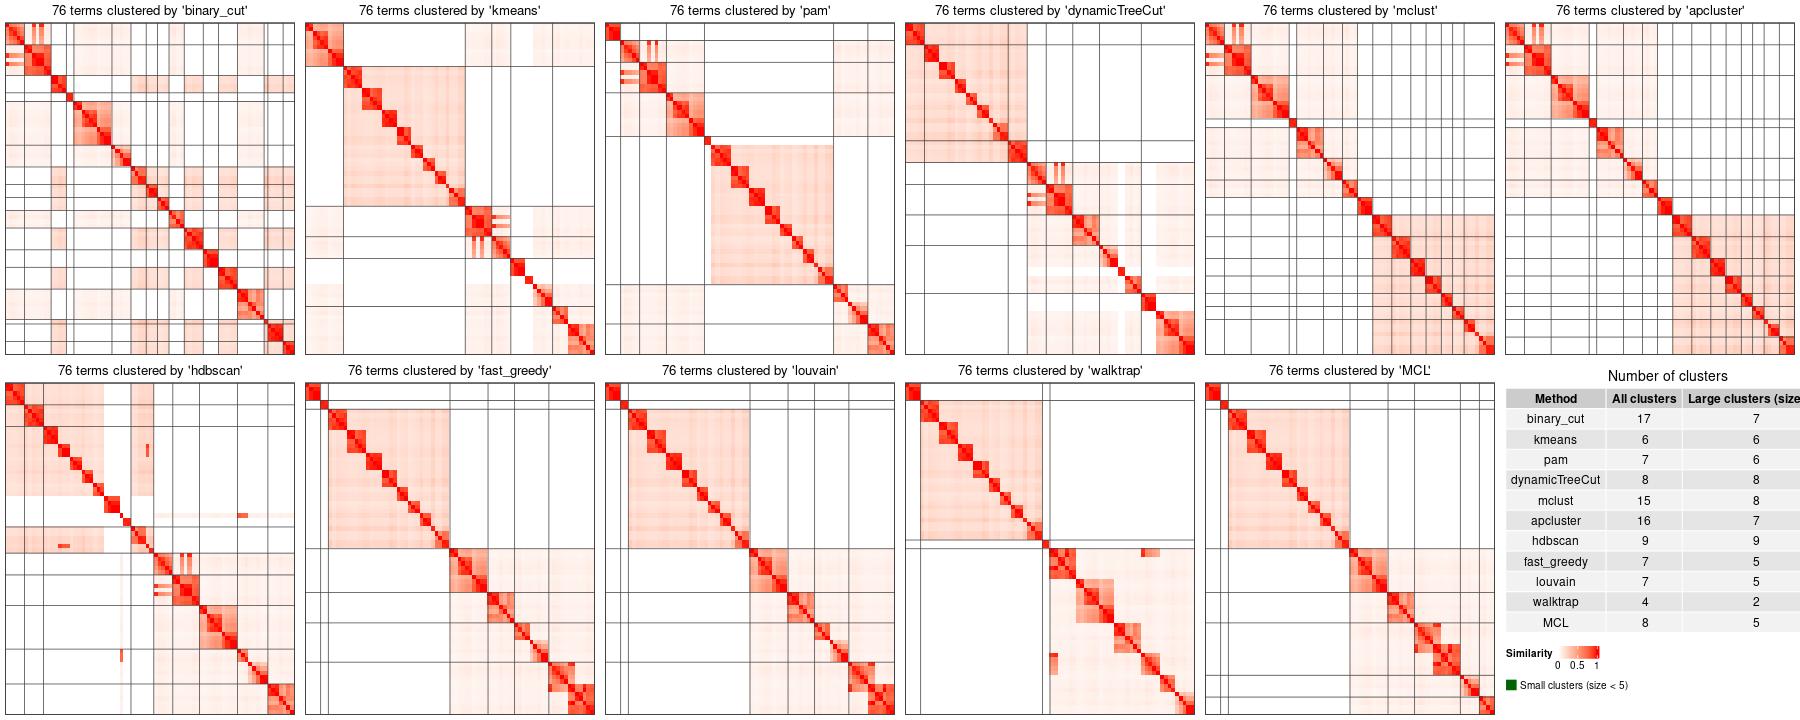 76 terms clustered by 'binary_cut'
76 terms clustered by 'kmeans'
76 terms clustered by 'pam'
76 terms clustered by 'dynamicTreeCut'
76 terms clustered by 'mclust'
76 terms clustered by 'apcluster'
76 terms clustered by 'hdbscan'
76 terms clustered by 'fast_greedy'
76 terms clustered by 'louvain'
76 terms clustered by 'walktrap'
76 terms clustered by 'MCL'
Number of clusters
Method All clusters Large clusters (size
binary_cut 17 7
kmeans 6 6
pam 7 6
dynamicTreeCut 8 8
mclust 15 8
apcluster 16 7
hdbscan 9 9
fast_greedy 7 5
louvain 7 5
walktrap 4 2
MCL 8 5
Similarity
0 0.5 1
Small clusters (size < 5)